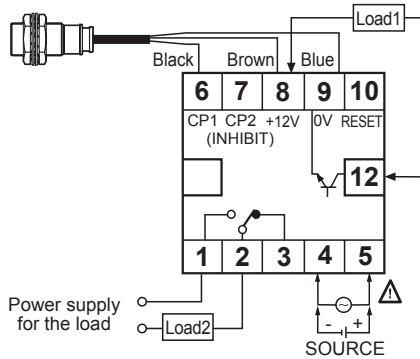 Load1
Black Brown Blue
6 7 8 9 10
CP1 CP2 +12V 0V RESET
(INHIBIT)
12
1 2 3 4 5
Power supply
for the load
Load2
- +
SOURCE